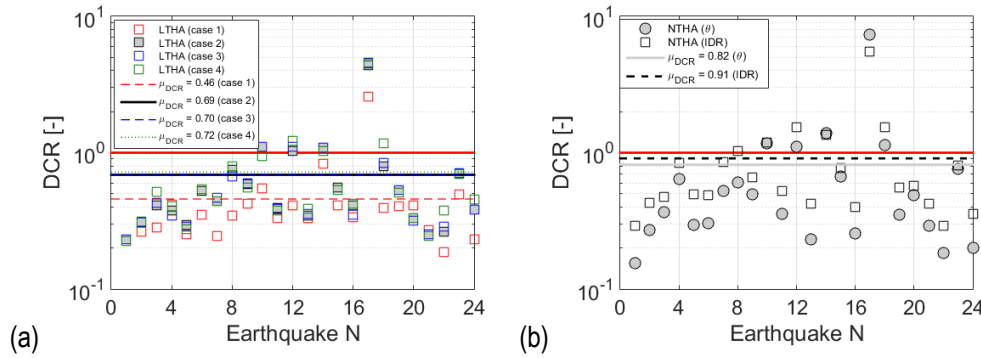 LTHA (case 1)
LTHA (case 2)
LTHA (case 3)
LTHA (case 4)
μDCR = 0.46 (case 1)
μDCR = 0.69 (case 2)
μDCR = 0.70 (case 3)
μDCR = 0.72 (case 4)
DCR [-]
10^1
10^0
10^-1
0 4 8 12 16 20 24
Earthquake N
(a)
NTHA (θ)
NTHA (IDR)
μDCR = 0.82 (θ)
μDCR = 0.91 (IDR)
DCR [-]
10^1
10^0
10^-1
0 4 8 12 16 20 24
Earthquake N
(b)